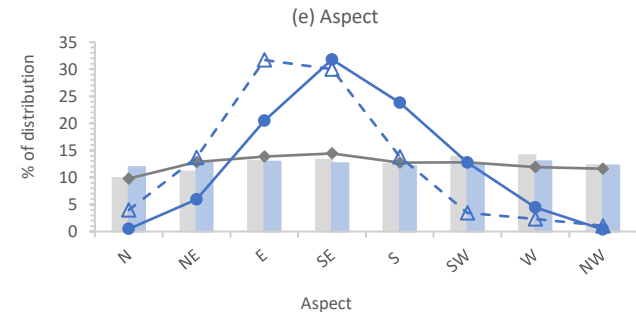 (e) Aspect
% of distribution
35
30
25
20
15
10
5
0
N
NE
E
SE
S
SW
W
NW
Aspect